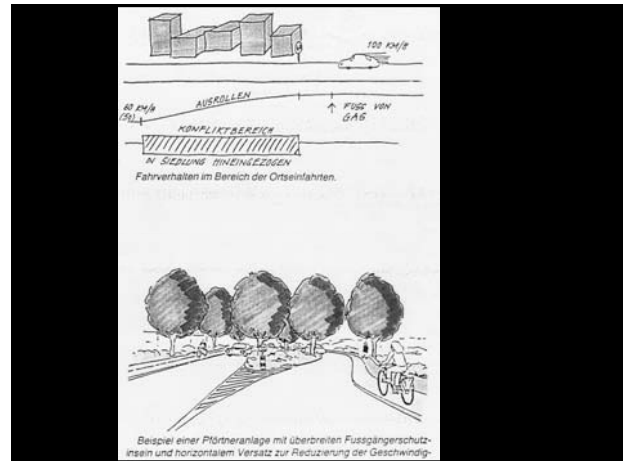 100 KM/h
AUSROLLEN
60 KM/h
(50)
FUSS VON
GAS
KONFLIKTBEREICH
IN SIEDLUNG HINEINGEZOGEN
Fahrverhalten im Bereich der Ortseinfahrten.
Beispiel einer Pförtneranlage mit überbreiten Fussgängerschutz-
inseln und horizontalem Versatz zur Reduzierung der Geschwindig-